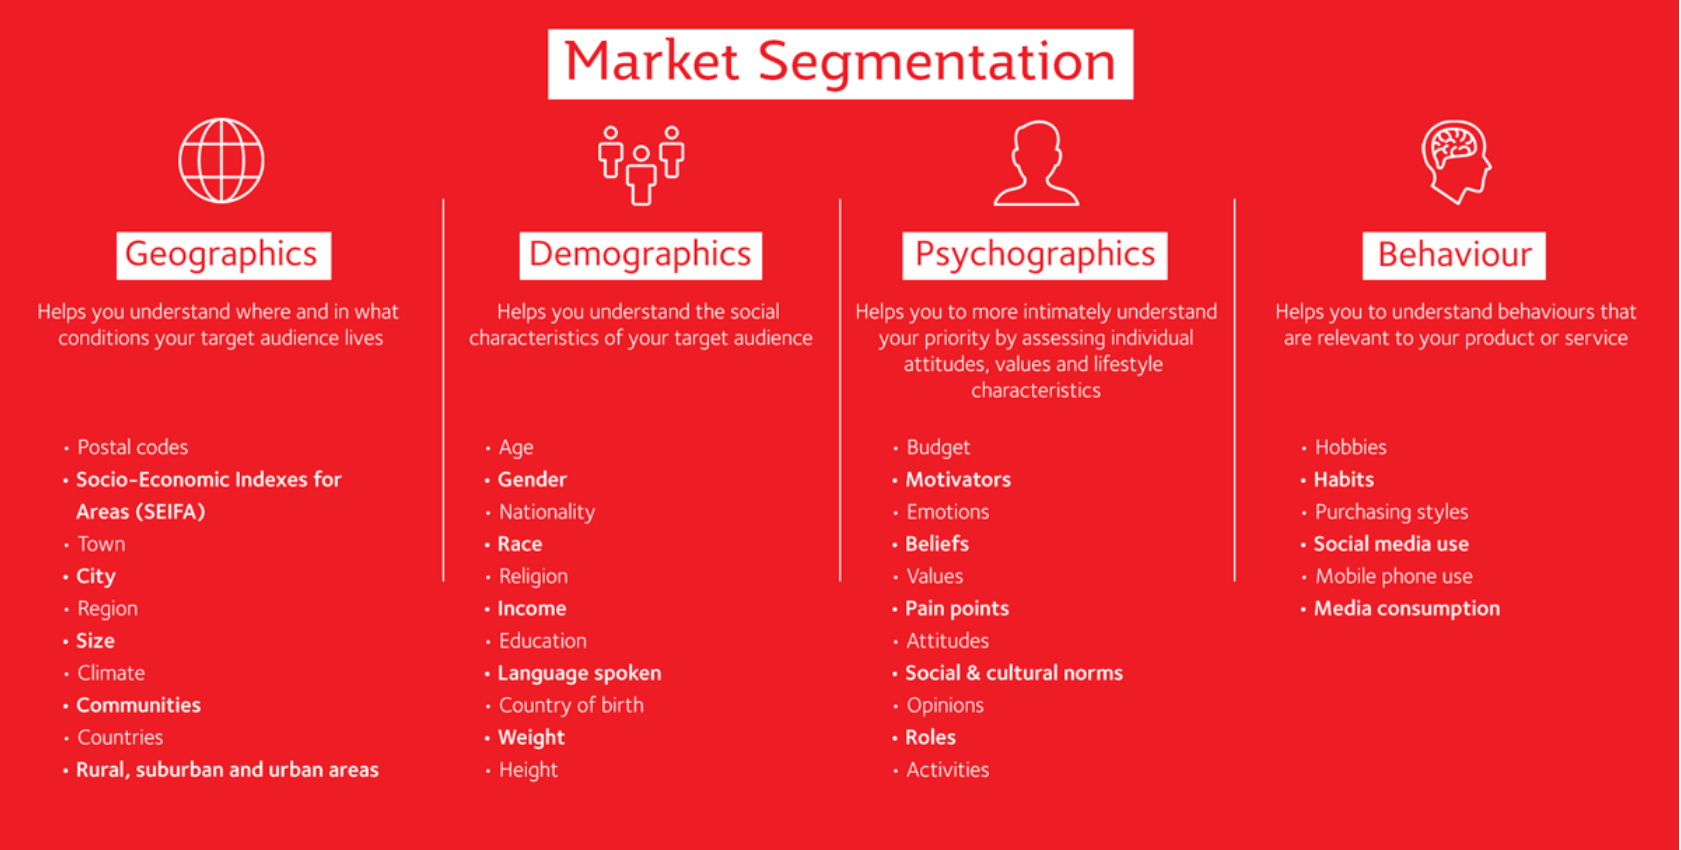 Market Segmentation
Geographics
Helps you understand where and in what
conditions your target audience lives
• Postal codes
• Socio-Economic Indexes for
Areas (SEIFA)
• Town
• City
• Region
• Size
• Climate
• Communities
• Countries
• Rural, suburban and urban areas
Demographics
Helps you understand the social
characteristics of your target audience
• Age
• Gender
• Nationality
• Race
• Religion
• Income
• Education
• Language spoken
• Country of birth
• Weight
• Height
Psychographics
Helps you to more intimately understand
your priority by assessing individual
attitudes, values and lifestyle
characteristics
• Budget
• Motivators
• Emotions
• Beliefs
• Values
• Pain points
• Attitudes
• Social & cultural norms
• Opinions
• Roles
• Activities
Behaviour
Helps you to understand behaviours that
are relevant to your product or service
• Hobbies
• Habits
• Purchasing styles
• Social media use
• Mobile phone use
• Media consumption